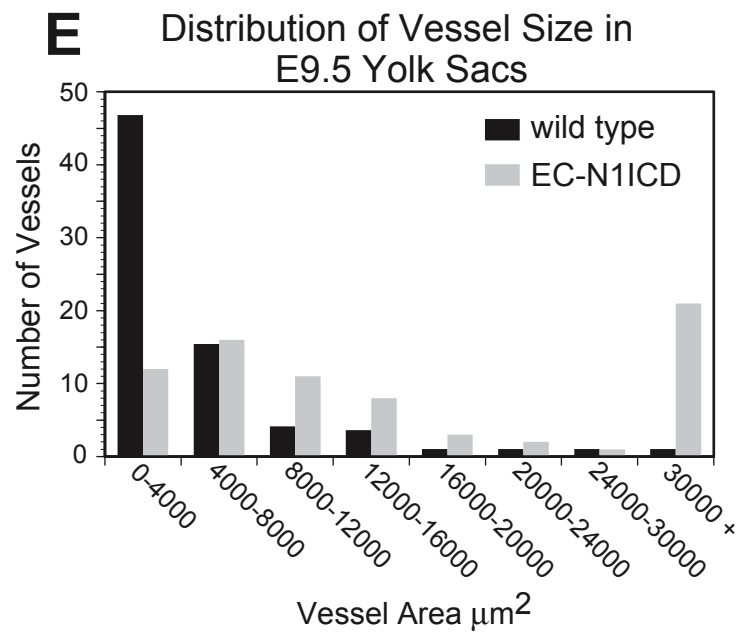 E
Distribution of Vessel Size in
E9.5 Yolk Sacs
50
40
30
20
10
0
Number of Vessels
wild type
EC-N1ICD
0-4000
4000-8000
8000-12000
12000-16000
16000-20000
20000-24000
24000-30000
30000 +
Vessel Area µm²